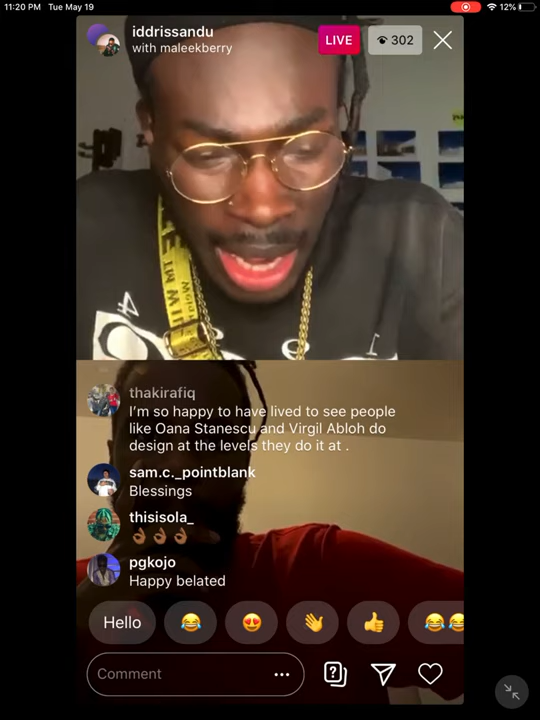 11:20 PM Tue May 19
12%
iddrissandu
with maleekberry
LIVE
302
thakirafiq
I'm so happy to have lived to see people
like Oana Stanescu and Virgil Abloh do
design at the levels they do it at .
sam.c._pointblank
Blessings
thisisola_
👌🏾👌🏾👌🏾
pgkojo
Happy belated
Hello 😂 😍 👋 👍 😂😂
Comment